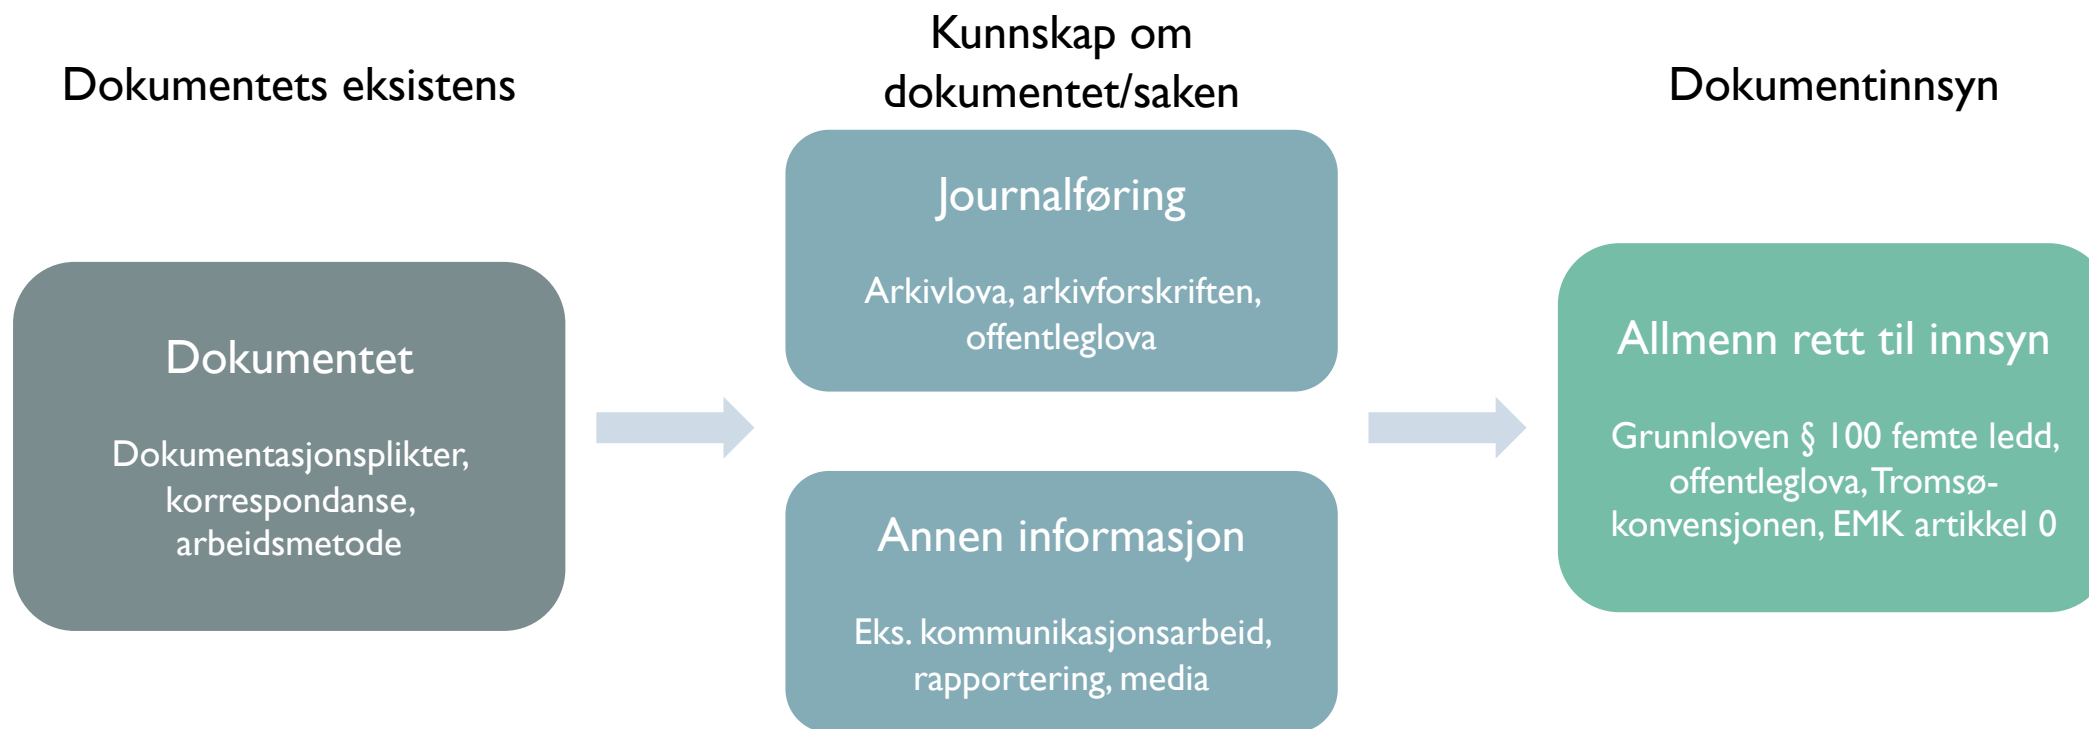 Dokumentets eksistens
Kunnskap om
dokumentet/saken
Dokumentinnsyn
Dokumentet
Dokumentasjonsplikter,
korrespondanse,
arbeidsmetode
Journalføring
Arkivlova, arkivforskriften,
offentleglova
Annen informasjon
Eks. kommunikasjonsarbeid,
rapportering, media
Allmenn rett til innsyn
Grunnloven § 100 femte ledd,
offentleglova, Tromsø-
konvensjonen, EMK artikkel 0